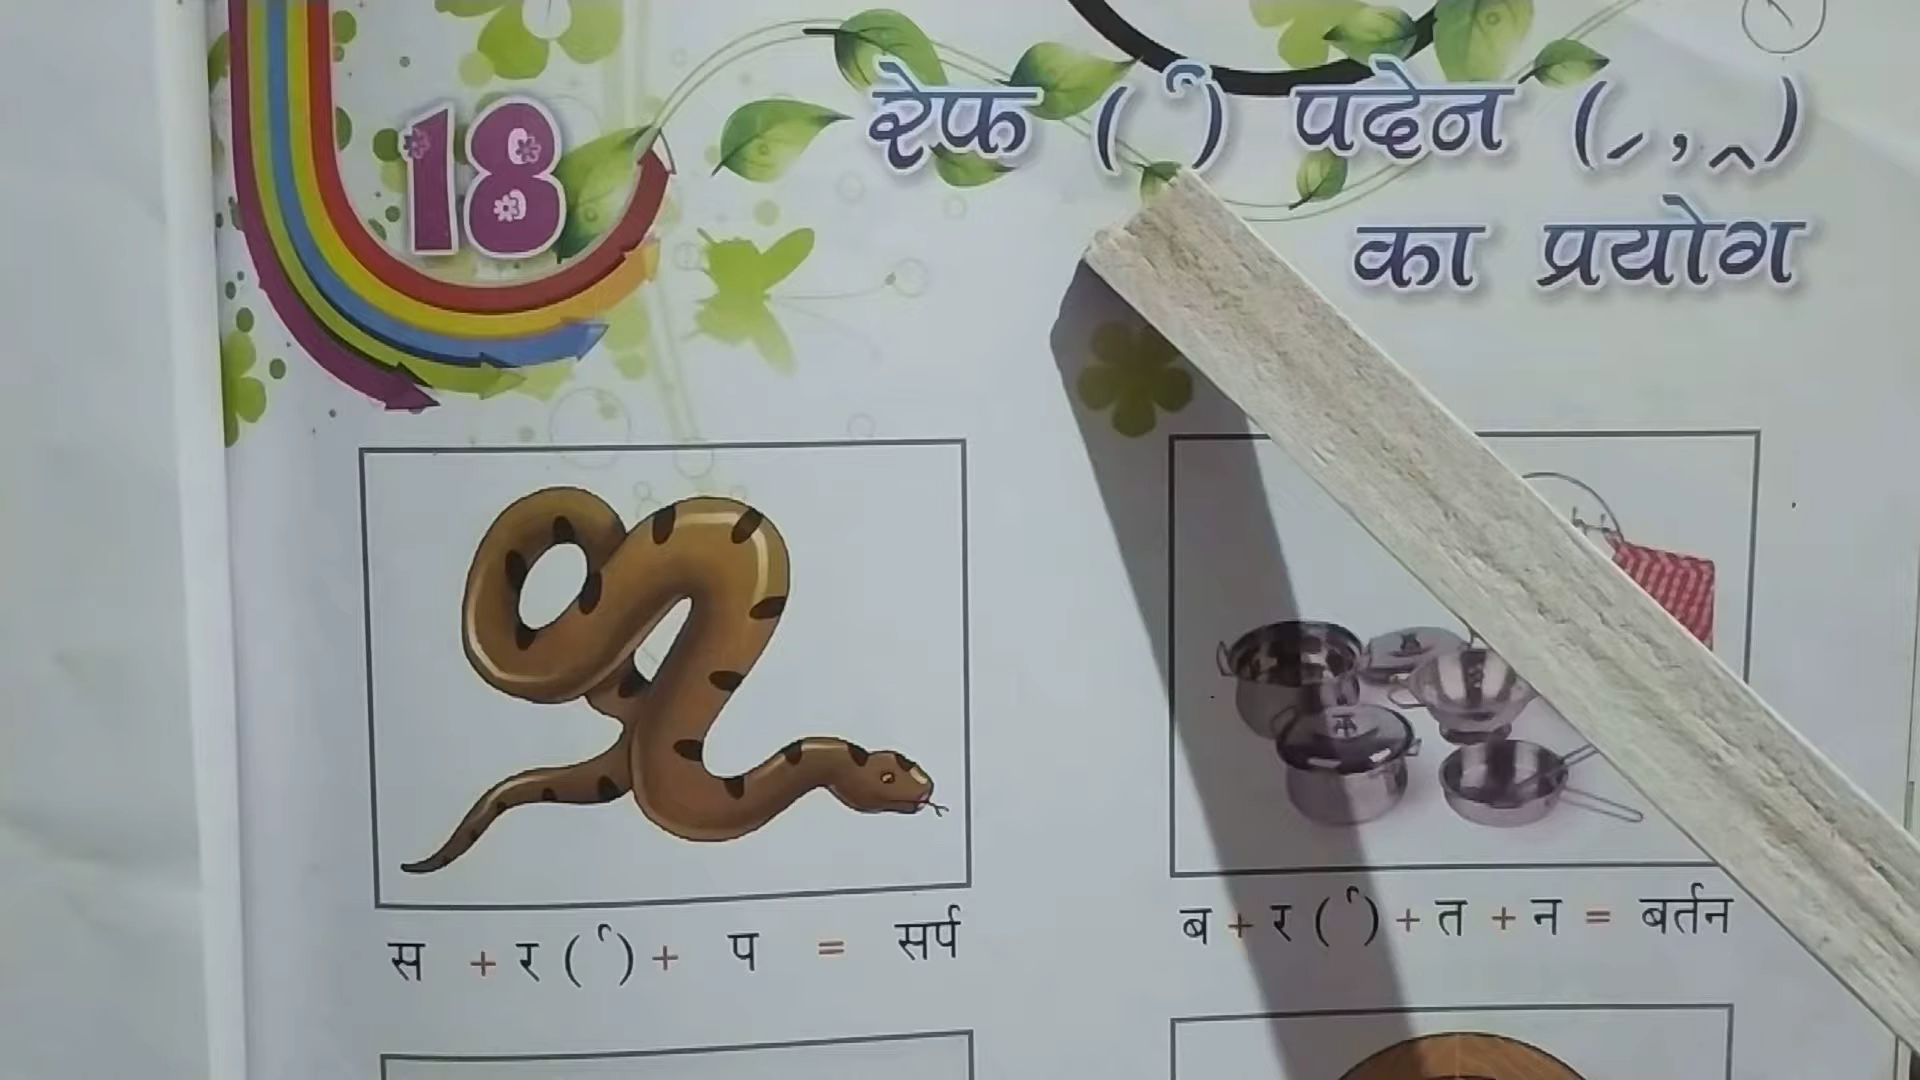 18
रेफ ( र्) पदेन (्र , ्र)
का प्रयोग
स + र ( र्) + प = सर्प
ब + र ( र्) + त + न = बर्तन